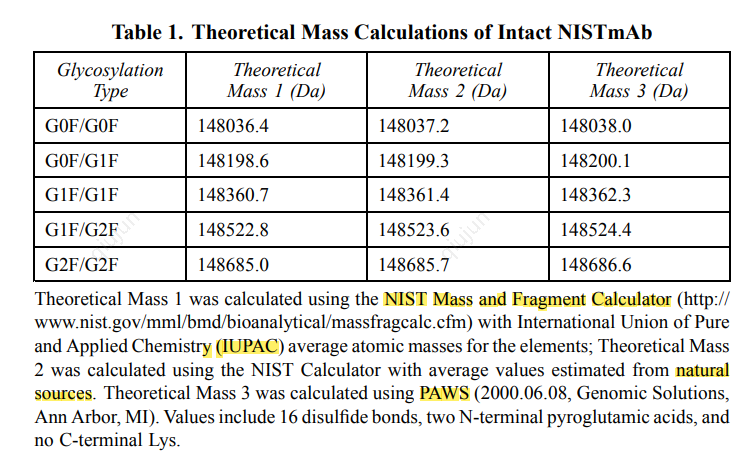 Table 1. Theoretical Mass Calculations of Intact NISTmAb
Glycosylation Type Theoretical Mass 1 (Da) Theoretical Mass 2 (Da) Theoretical Mass 3 (Da)
G0F/G0F 148036.4 148037.2 148038.0
G0F/G1F 148198.6 148199.3 148200.1
G1F/G1F 148360.7 148361.4 148362.3
G1F/G2F 148522.8 148523.6 148524.4
G2F/G2F 148685.0 148685.7 148686.6
Theoretical Mass 1 was calculated using the NIST Mass and Fragment Calculator (http://
www.nist.gov/mml/bmd/bioanalytical/massfragcalc.cfm) with International Union of Pure
and Applied Chemistry (IUPAC) average atomic masses for the elements; Theoretical Mass
2 was calculated using the NIST Calculator with average values estimated from natural
sources. Theoretical Mass 3 was calculated using PAWS (2000.06.08, Genomic Solutions,
Ann Arbor, MI). Values include 16 disulfide bonds, two N-terminal pyroglutamic acids, and
no C-terminal Lys.
qiujun
qiujun